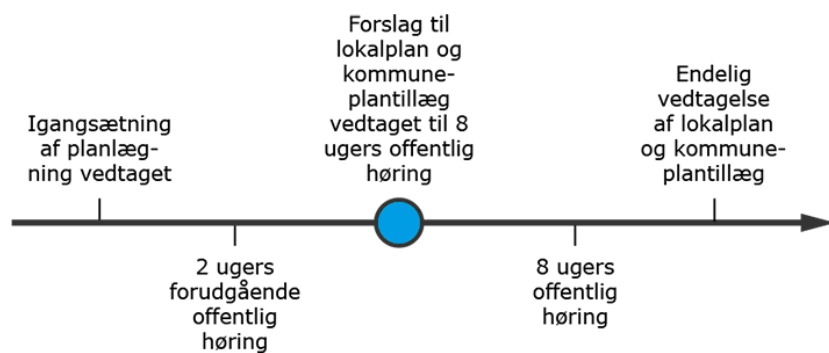 Igangsætning
af planlæg-
ning vedtaget
2 ugers
forudgående
offentlig
høring
Forslag til
lokalplan og
kommune-
plantillæg
vedtaget til 8
ugers offentlig
høring
8 ugers
offentlig
høring
Endelig
vedtagelse
af lokalplan
og kommune-
plantillæg